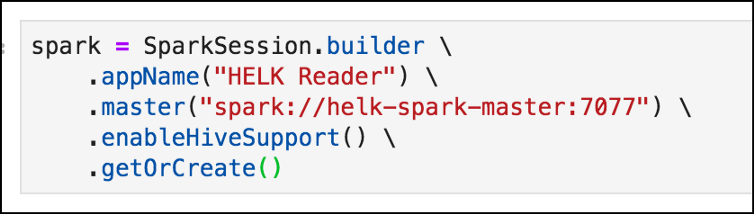 spark = SparkSession.builder \
.appName("HELK Reader") \
.master("spark://helk-spark-master:7077") \
.enableHiveSupport() \
.getOrCreate()